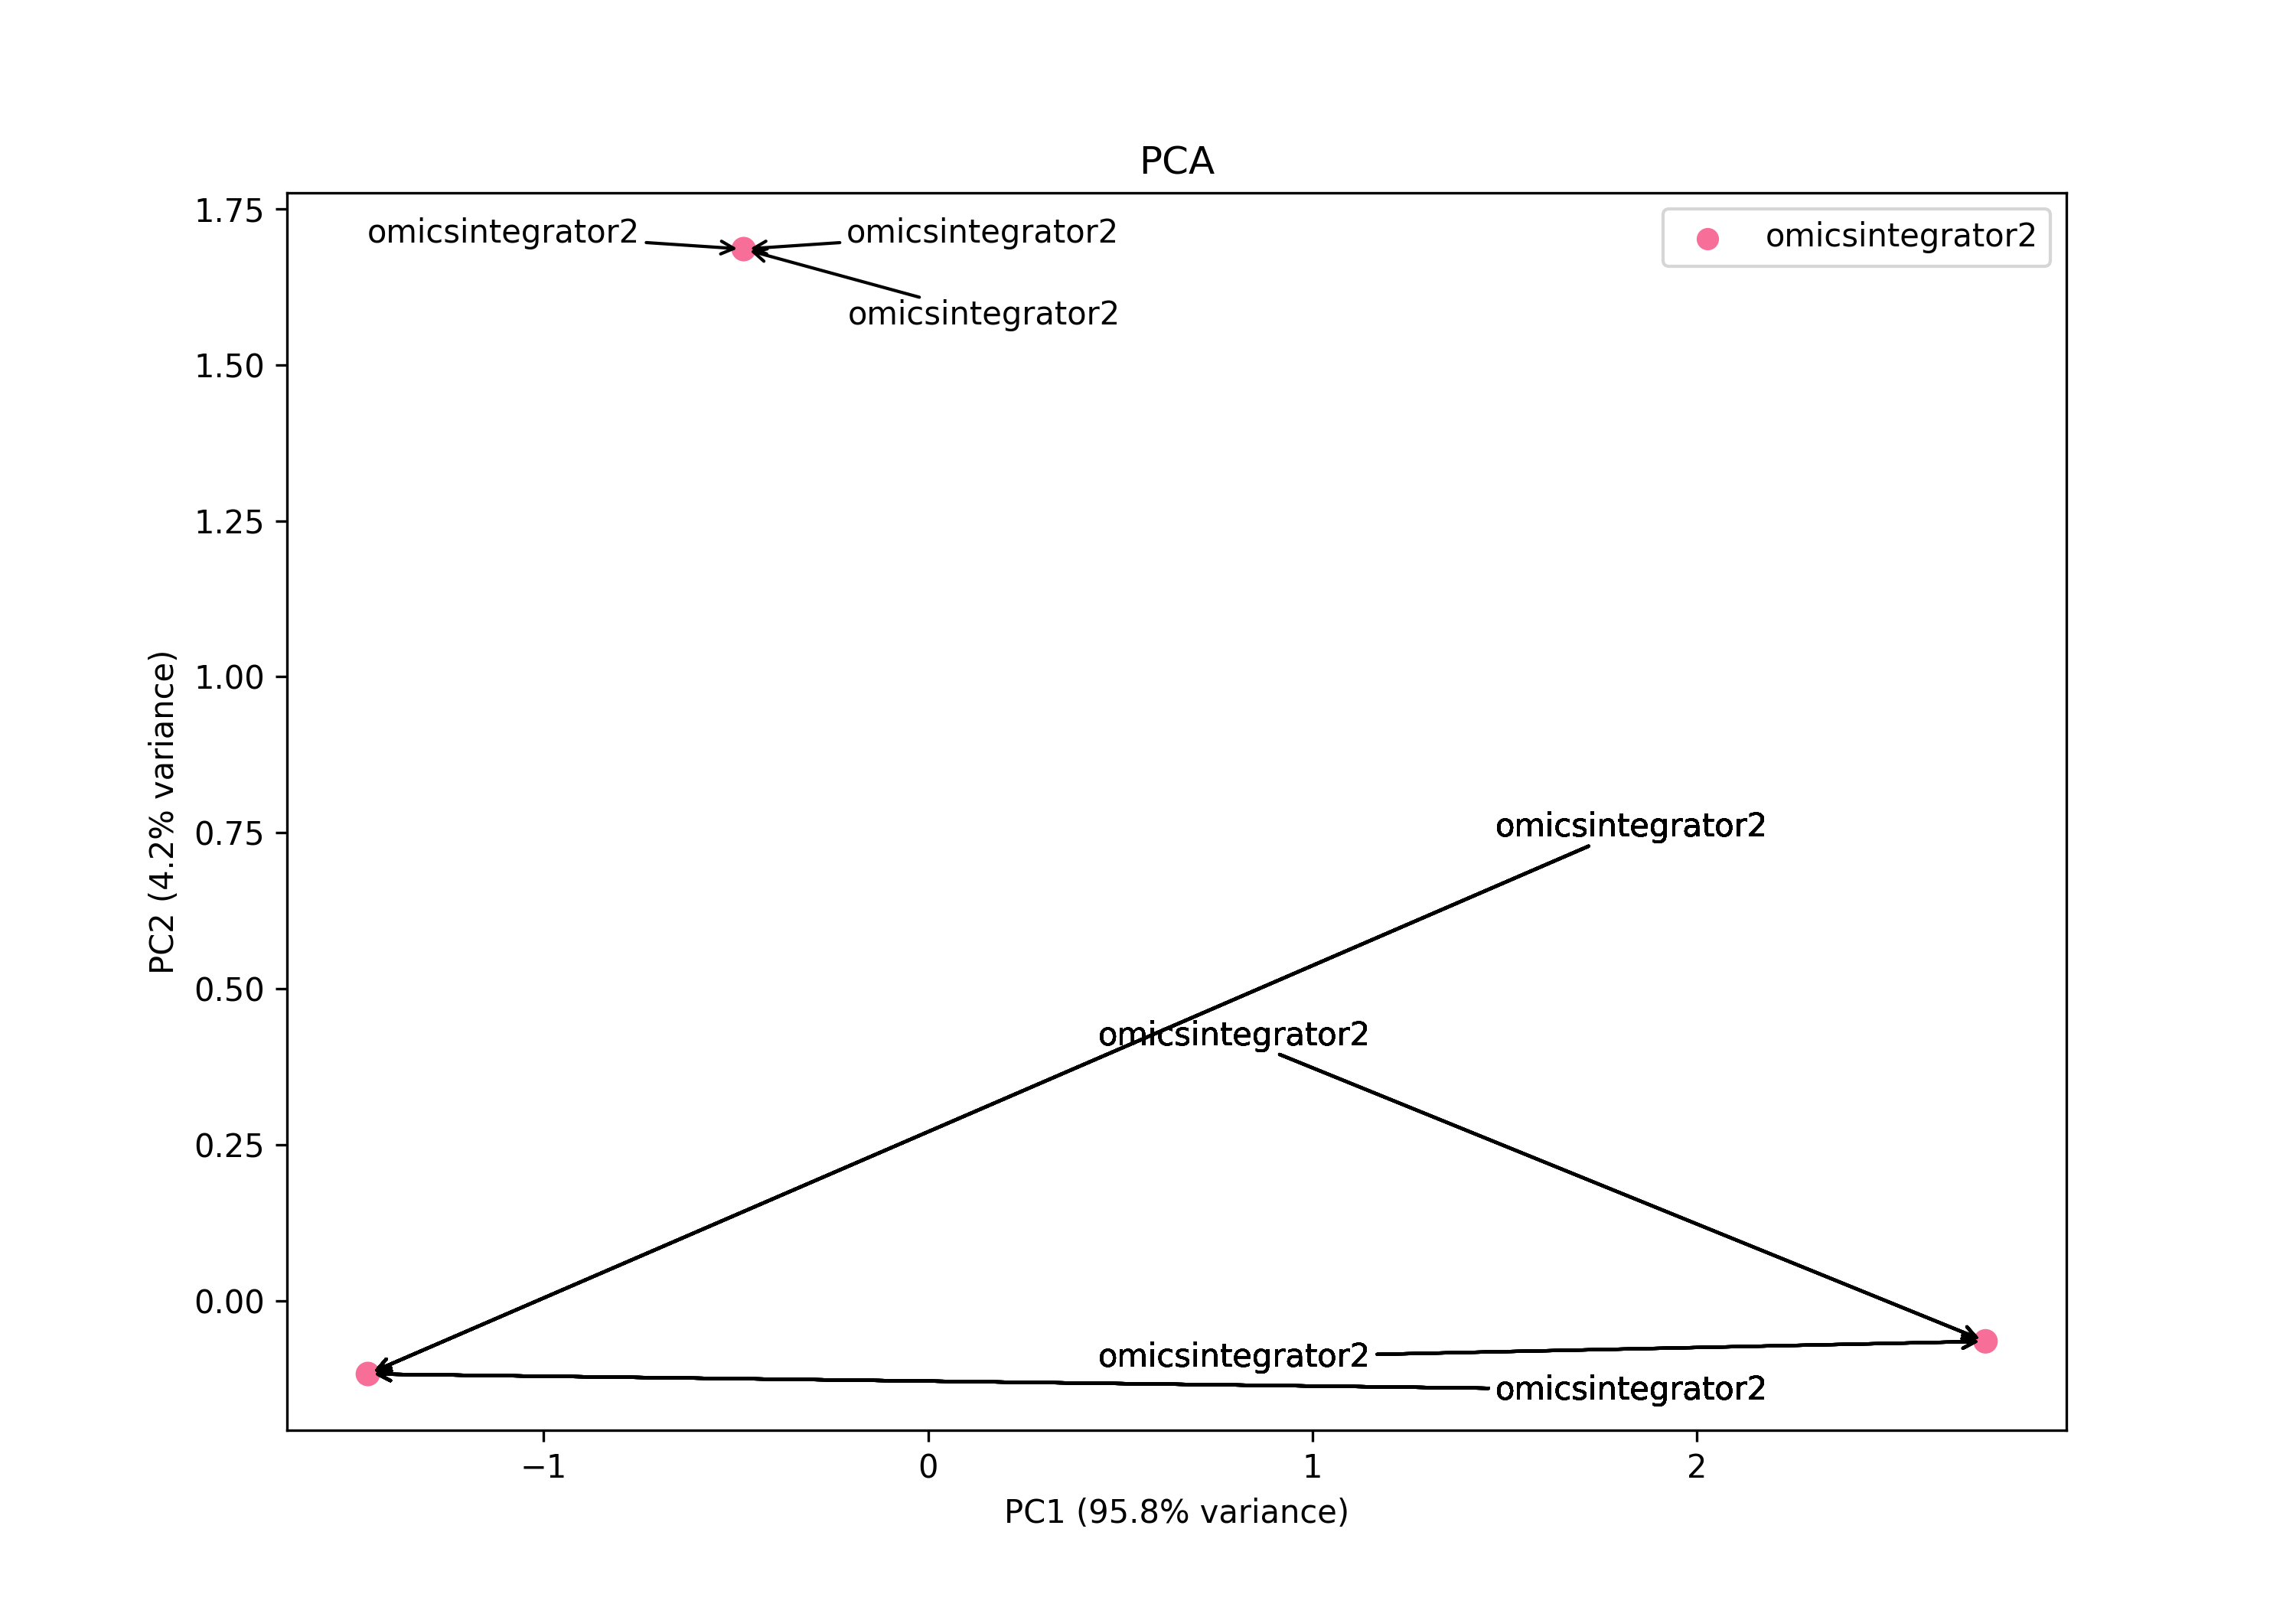 PCA
1.75
1.50
1.25
1.00
0.75
0.50
0.25
0.00
PC2 (4.2% variance)
omicsintegrator2
omicsintegrator2
omicsintegrator2
omicsintegrator2
omicsintegrator2
omicsintegrator2
omicsintegrator2
omicsintegrator2
−1
0
1
2
PC1 (95.8% variance)